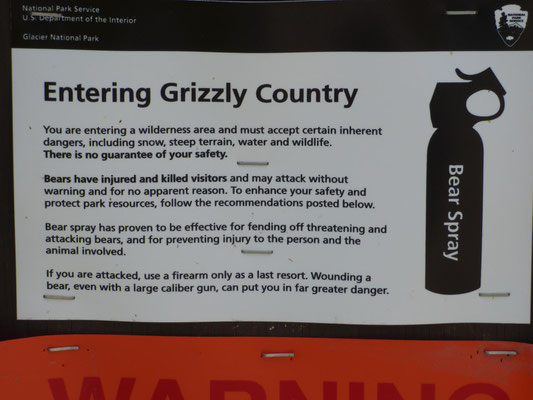 National Park Service
U.S. Department of the Interior
Glacier National Park
NATIONAL
PARK
SERVICE
Entering Grizzly Country
You are entering a wilderness area and must accept certain inherent
dangers, including snow, steep terrain, water and wildlife.
There is no guarantee of your safety.
Bears have injured and killed visitors and may attack without
warning and for no apparent reason. To enhance your safety and
protect park resources, follow the recommendations posted below.
Bear spray has proven to be effective for fending off threatening and
attacking bears, and for preventing injury to the person and the
animal involved.
If you are attacked, use a firearm only as a last resort. Wounding a
bear, even with a large caliber gun, can put you in far greater danger.
Bear Spray
WARNING